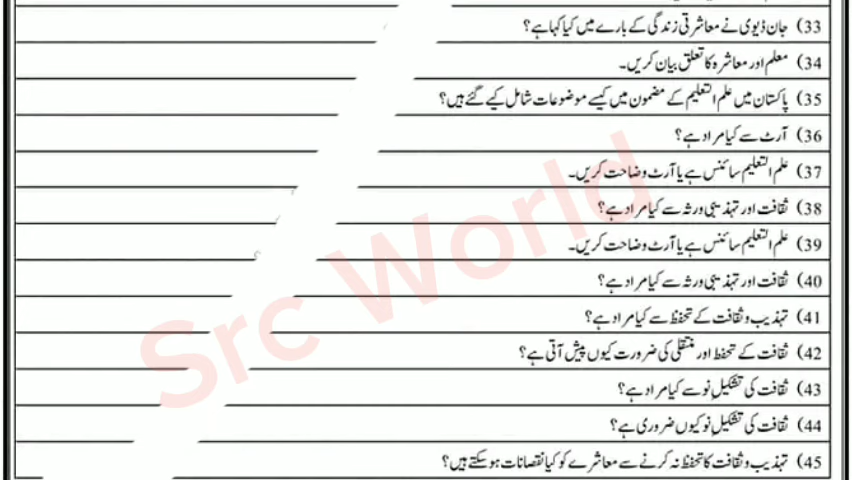 33) جان ڈیوی نے معاشرتی زندگی کے بارے میں کیا کہا ہے؟
34) معلم اور معاشرہ کا تعلق بیان کریں۔
35) پاکستان میں علم التعلیم کے مضمون میں کیسے موضوعات شامل کیے گئے ہیں؟
36) آرٹ سے کیا مراد ہے؟
37) علم التعلیم سائنس ہے یا آرٹ وضاحت کریں۔
38) ثقافت اور تہذیبی ورثہ سے کیا مراد ہے؟
39) علم التعلیم سائنس ہے یا آرٹ وضاحت کریں۔
40) ثقافت اور تہذیبی ورثہ سے کیا مراد ہے؟
41) تہذیب و ثقافت کے تحفظ سے کیا مراد ہے؟
42) ثقافت کے تحفظ اور منتقلی کی ضرورت کیوں پیش آتی ہے؟
43) ثقافت کی تشکیلِ نو سے کیا مراد ہے؟
44) ثقافت کی تشکیلِ نو کیوں ضروری ہے؟
45) تہذیب و ثقافت کا تحفظ نہ کرنے سے معاشرے کو کیا نقصانات ہو سکتے ہیں؟
Src World